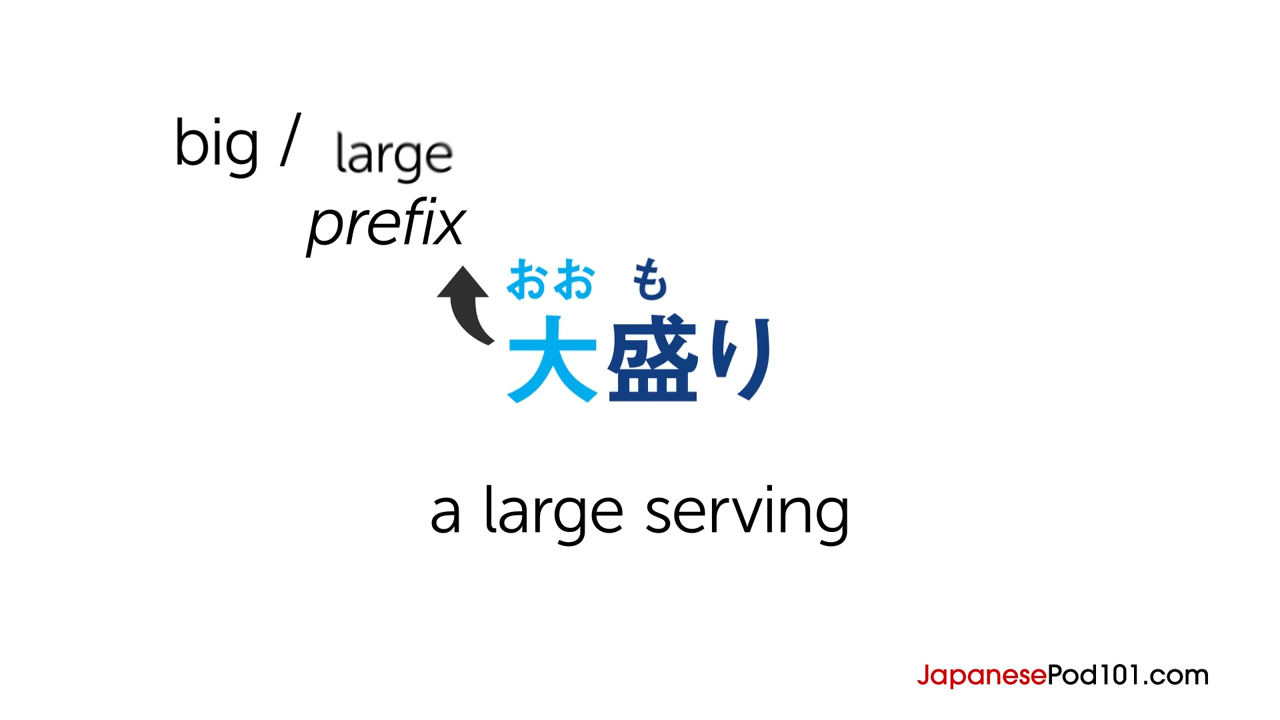 big / large
prefix
おお も
大盛り
a large serving
JapanesePod101.com